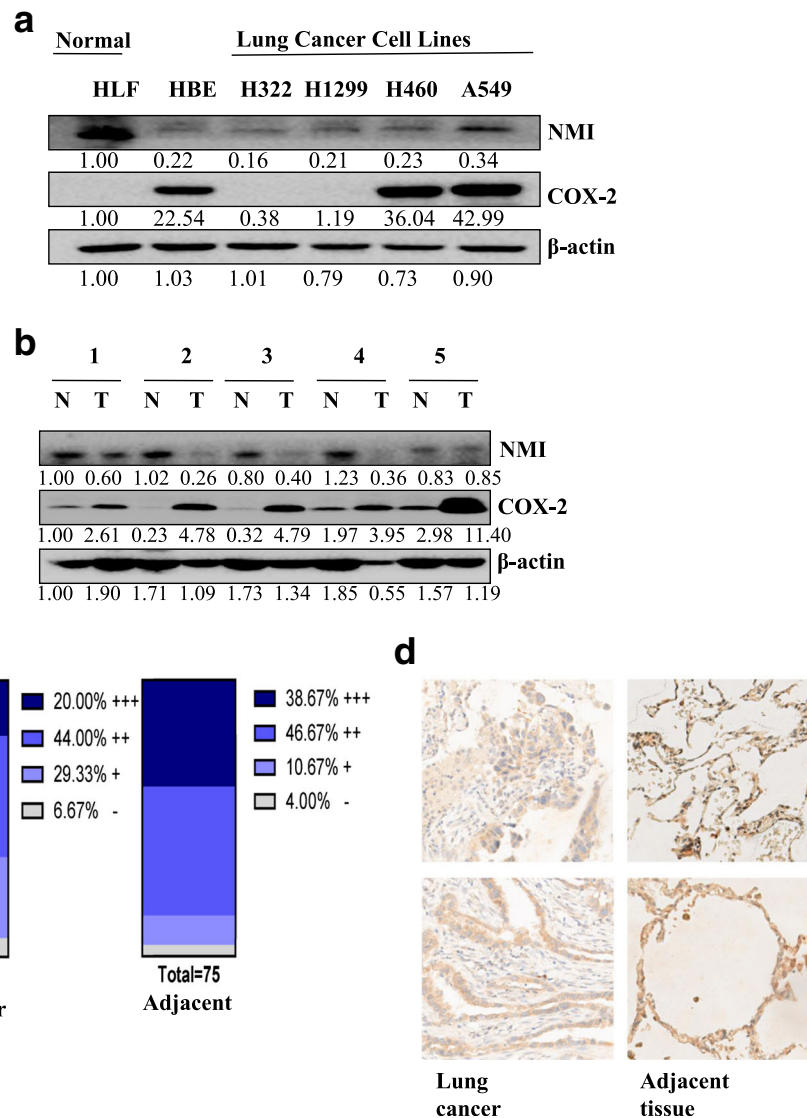 a
Normal Lung Cancer Cell Lines
HLF HBE H322 H1299 H460 A549
NMI
1.00 0.22 0.16 0.21 0.23 0.34
COX-2
1.00 22.54 0.38 1.19 36.04 42.99
β-actin
1.00 1.03 1.01 0.79 0.73 0.90
b
1 2 3 4 5
N T N T N T N T N T
NMI
1.00 0.60 1.02 0.26 0.80 0.40 1.23 0.36 0.83 0.85
COX-2
1.00 2.61 0.23 4.78 0.32 4.79 1.97 3.95 2.98 11.40
β-actin
1.00 1.90 1.71 1.09 1.73 1.34 1.85 0.55 1.57 1.19
20.00% +++
44.00% ++
29.33% +
6.67% -
r
38.67% +++
46.67% ++
10.67% +
4.00% -
Total=75
Adjacent
d
Lung
cancer
Adjacent
tissue